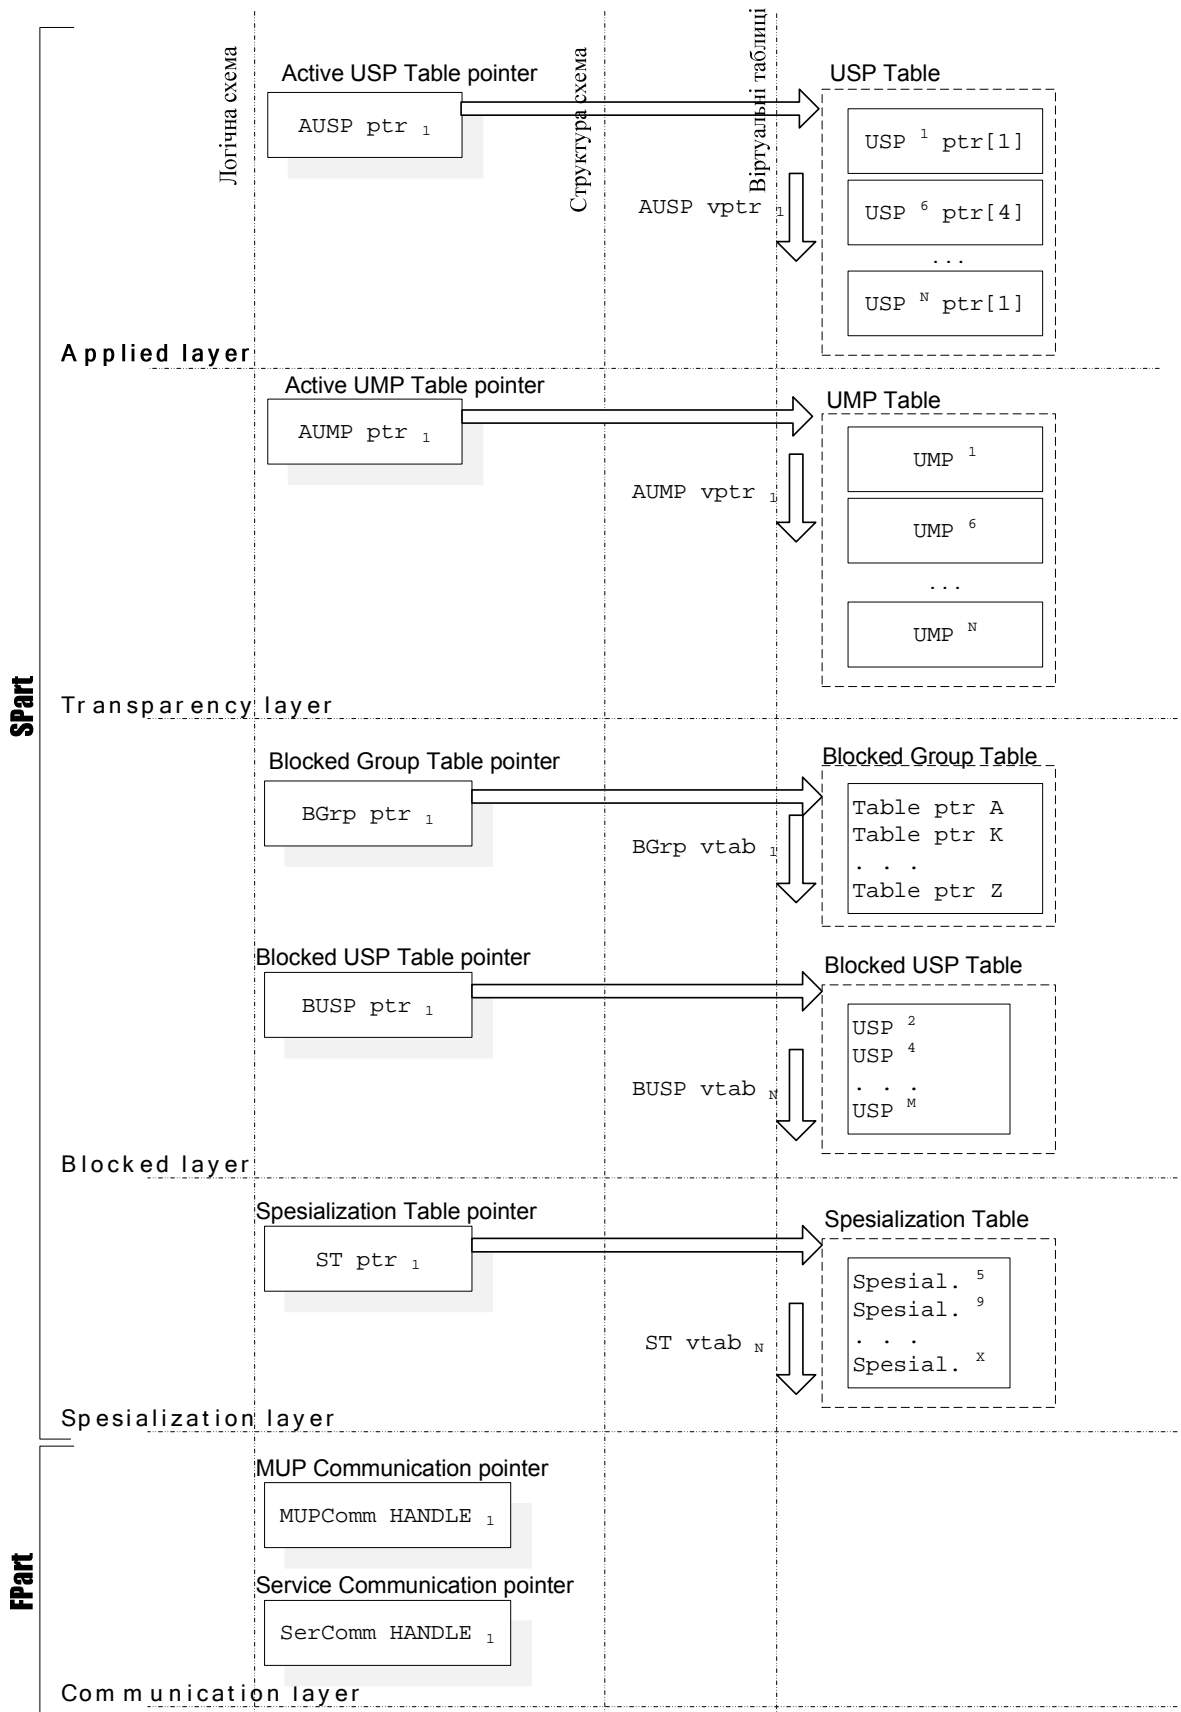 Логічна схема
Структура схема
Віртуальні таблиці
SPart
Active USP Table pointer
AUSP ptr 1
USP Table
USP 1 ptr[1]
AUSP vptr 1
USP 6 ptr[4]
...
USP N ptr[1]
Applied layer
Active UMP Table pointer
AUMP ptr 1
UMP Table
UMP 1
AUMP vptr 1
UMP 6
...
UMP N
Transparency layer
Blocked Group Table pointer
BGrp ptr 1
Blocked Group Table
Table ptr A
Table ptr K
. . .
Table ptr Z
BGrp vtab 1
Blocked USP Table pointer
BUSP ptr 1
Blocked USP Table
USP 2
USP 4
. . .
USP M
BUSP vtab N
Blocked layer
Spesialization Table pointer
ST ptr 1
Spesialization Table
Spesial. 5
Spesial. 9
. . .
Spesial. X
ST vtab N
Spesialization layer
FPart
MUP Communication pointer
MUPComm HANDLE 1
Service Communication pointer
SerComm HANDLE 1
Communication layer